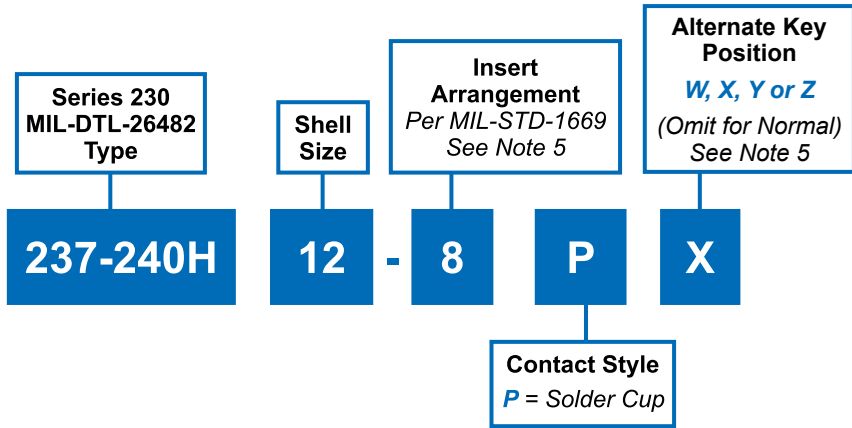 Series 230
MIL-DTL-26482
Type
Shell
Size
Insert
Arrangement
Per MIL-STD-1669
See Note 5
Alternate Key
Position
W, X, Y or Z
(Omit for Normal)
See Note 5
237-240H 12 - 8 P X
Contact Style
P = Solder Cup